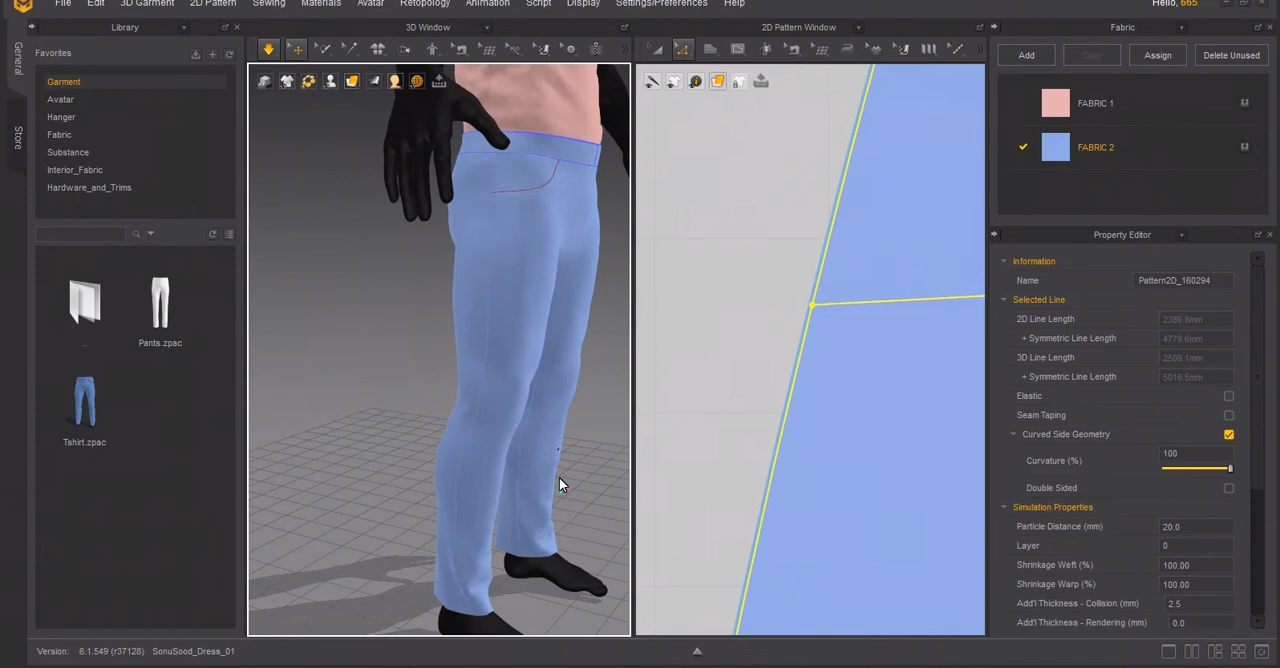 File Edit 3D Garment 2D Pattern Sewing Materials Avatar Retopology Animation Script Display Settings/Preferences Help Hello, 665
Library 3D Window 2D Pattern Window Fabric
General
Store
Favorites
Garment
Avatar
Hanger
Fabric
Substance
Interior_Fabric
Hardware_and_Trims
..
Pants.zpac
Tshirt.zpac
Add Copy Assign Delete Unused
FABRIC 1
FABRIC 2
Property Editor
Information
Name Pattern2D_160294
Selected Line
2D Line Length 2389.8mm
+ Symmetric Line Length 4779.6mm
3D Line Length 2509.1mm
+ Symmetric Line Length 5016.5mm
Elastic
Seam Taping
Curved Side Geometry
Curvature (%) 100
Double Sided
Simulation Properties
Particle Distance (mm) 20.0
Layer 0
Shrinkage Weft (%) 100.00
Shrinkage Warp (%) 100.00
Add'l Thickness - Collision (mm) 2.5
Add'l Thickness - Rendering (mm) 0.0
Version: 6.1.549 (r37128) SonuSood_Dress_01